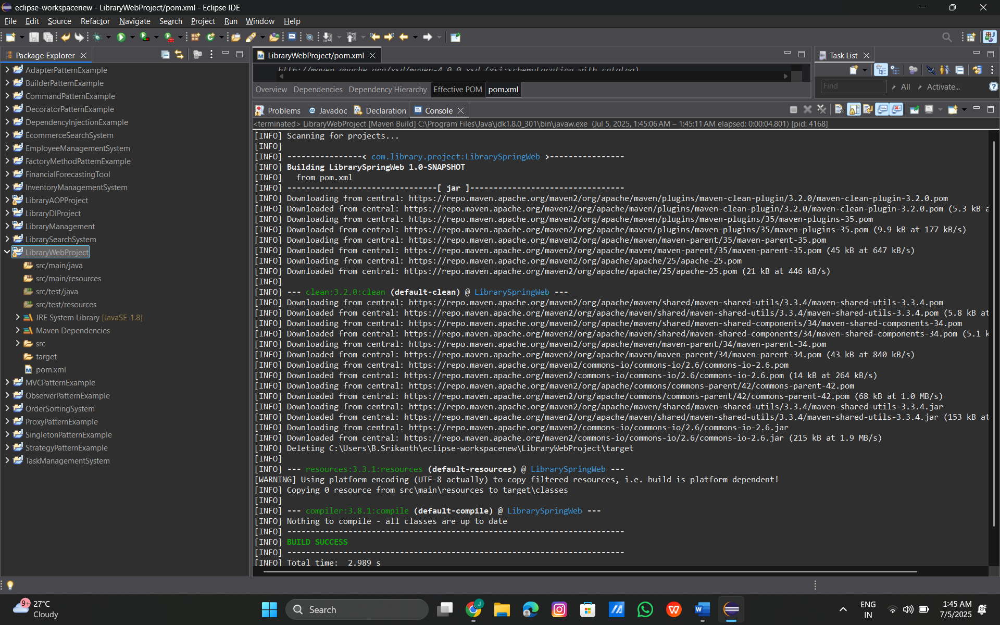 eclipse-workspacenew - LibraryWebProject/pom.xml - Eclipse IDE
File Edit Source Refactor Navigate Search Project Run Window Help
Package Explorer
AdapterPatternExample
BuilderPatternExample
CommandPatternExample
DecoratorPatternExample
DependencyInjectionExample
EcommerceSearchSystem
EmployeeManagementSystem
FactoryMethodPatternExample
FinancialForecastingTool
InventoryManagementSystem
LibraryAOPProject
LibraryDIProject
LibraryManagement
LibrarySearchSystem
LibraryWebProject
src/main/java
src/main/resources
src/test/java
src/test/resources
JRE System Library [JavaSE-1.8]
Maven Dependencies
src
target
pom.xml
MVCPatternExample
ObserverPatternExample
OrderSortingSystem
ProxyPatternExample
SingletonPatternExample
StrategyPatternExample
TaskManagementSystem
LibraryWebProject/pom.xml
http://maven.apache.org/xsd/maven-4.0.0.xsd (xsi:schemaLocation with catalog)
Overview Dependencies Dependency Hierarchy Effective POM pom.xml
Task List
Find All Activate...
Problems Javadoc Declaration Console
<terminated> LibraryWebProject [Maven Build] C:\Program Files\Java\jdk1.8.0_301\bin\javaw.exe (Jul 5, 2025, 1:45:06 AM – 1:45:11 AM elapsed: 0:00:04.801) [pid: 4168]
[INFO] Scanning for projects...
[INFO]
[INFO] ----------------< com.library.project:LibrarySpringWeb >----------------
[INFO] Building LibrarySpringWeb 1.0-SNAPSHOT
[INFO]   from pom.xml
[INFO] --------------------------------[ jar ]---------------------------------
[INFO] Downloading from central: https://repo.maven.apache.org/maven2/org/apache/maven/plugins/maven-clean-plugin/3.2.0/maven-clean-plugin-3.2.0.pom
[INFO] Downloaded from central: https://repo.maven.apache.org/maven2/org/apache/maven/plugins/maven-clean-plugin/3.2.0/maven-clean-plugin-3.2.0.pom (5.3 kB a
[INFO] Downloading from central: https://repo.maven.apache.org/maven2/org/apache/maven/plugins/maven-plugins/35/maven-plugins-35.pom
[INFO] Downloaded from central: https://repo.maven.apache.org/maven2/org/apache/maven/plugins/maven-plugins/35/maven-plugins-35.pom (9.9 kB at 177 kB/s)
[INFO] Downloading from central: https://repo.maven.apache.org/maven2/org/apache/maven/maven-parent/35/maven-parent-35.pom
[INFO] Downloaded from central: https://repo.maven.apache.org/maven2/org/apache/maven/maven-parent/35/maven-parent-35.pom (45 kB at 647 kB/s)
[INFO] Downloading from central: https://repo.maven.apache.org/maven2/org/apache/apache/25/apache-25.pom
[INFO] Downloaded from central: https://repo.maven.apache.org/maven2/org/apache/apache/25/apache-25.pom (21 kB at 446 kB/s)
[INFO]
[INFO] --- clean:3.2.0:clean (default-clean) @ LibrarySpringWeb ---
[INFO] Downloading from central: https://repo.maven.apache.org/maven2/org/apache/maven/shared/maven-shared-utils/3.3.4/maven-shared-utils-3.3.4.pom
[INFO] Downloaded from central: https://repo.maven.apache.org/maven2/org/apache/maven/shared/maven-shared-utils/3.3.4/maven-shared-utils-3.3.4.pom (5.8 kB at
[INFO] Downloading from central: https://repo.maven.apache.org/maven2/org/apache/maven/shared/maven-shared-components/34/maven-shared-components-34.pom
[INFO] Downloaded from central: https://repo.maven.apache.org/maven2/org/apache/maven/shared/maven-shared-components/34/maven-shared-components-34.pom (5.1 k
[INFO] Downloading from central: https://repo.maven.apache.org/maven2/org/apache/maven/maven-parent/34/maven-parent-34.pom
[INFO] Downloaded from central: https://repo.maven.apache.org/maven2/org/apache/maven/maven-parent/34/maven-parent-34.pom (43 kB at 840 kB/s)
[INFO] Downloading from central: https://repo.maven.apache.org/maven2/commons-io/commons-io/2.6/commons-io-2.6.pom
[INFO] Downloaded from central: https://repo.maven.apache.org/maven2/commons-io/commons-io/2.6/commons-io-2.6.pom (14 kB at 264 kB/s)
[INFO] Downloading from central: https://repo.maven.apache.org/maven2/org/apache/commons/commons-parent/42/commons-parent-42.pom
[INFO] Downloaded from central: https://repo.maven.apache.org/maven2/org/apache/commons/commons-parent/42/commons-parent-42.pom (68 kB at 1.0 MB/s)
[INFO] Downloading from central: https://repo.maven.apache.org/maven2/org/apache/maven/shared/maven-shared-utils/3.3.4/maven-shared-utils-3.3.4.jar
[INFO] Downloaded from central: https://repo.maven.apache.org/maven2/org/apache/maven/shared/maven-shared-utils/3.3.4/maven-shared-utils-3.3.4.jar (153 kB at
[INFO] Downloading from central: https://repo.maven.apache.org/maven2/commons-io/commons-io/2.6/commons-io-2.6.jar
[INFO] Downloaded from central: https://repo.maven.apache.org/maven2/commons-io/commons-io/2.6/commons-io-2.6.jar (215 kB at 1.9 MB/s)
[INFO] Deleting C:\Users\B.Srikanth\eclipse-workspacenew\LibraryWebProject\target
[INFO]
[INFO] --- resources:3.3.1:resources (default-resources) @ LibrarySpringWeb ---
[WARNING] Using platform encoding (UTF-8 actually) to copy filtered resources, i.e. build is platform dependent!
[INFO] Copying 0 resource from src\main\resources to target\classes
[INFO]
[INFO] --- compiler:3.8.1:compile (default-compile) @ LibrarySpringWeb ---
[INFO] Nothing to compile - all classes are up to date
[INFO] ------------------------------------------------------------------------
[INFO] BUILD SUCCESS
[INFO] ------------------------------------------------------------------------
[INFO] Total time:  2.989 s
9+
27°C
Cloudy
Search
J
ENG
IN
1:45 AM
7/5/2025